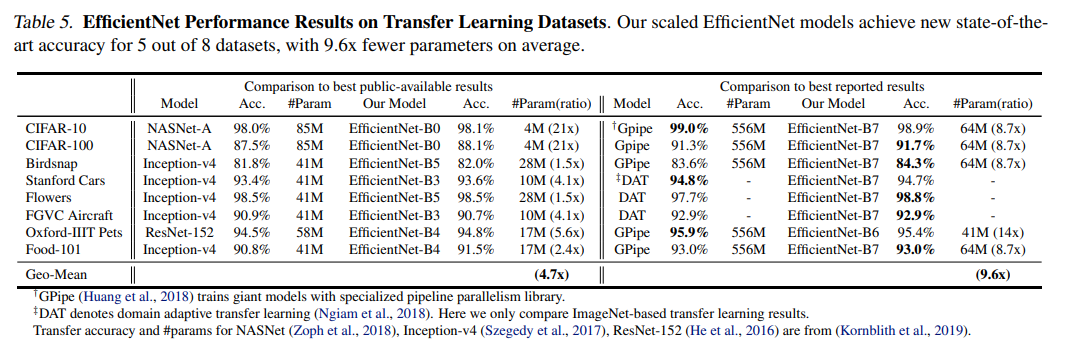 Table 5. EfficientNet Performance Results on Transfer Learning Datasets. Our scaled EfficientNet models achieve new state-of-the-
art accuracy for 5 out of 8 datasets, with 9.6x fewer parameters on average.
Comparison to best public-available results Comparison to best reported results
Model Acc. #Param Our Model Acc. #Param(ratio) Model Acc. #Param Our Model Acc. #Param(ratio)
CIFAR-10 NASNet-A 98.0% 85M EfficientNet-B0 98.1% 4M (21x) †Gpipe 99.0% 556M EfficientNet-B7 98.9% 64M (8.7x)
CIFAR-100 NASNet-A 87.5% 85M EfficientNet-B0 88.1% 4M (21x) Gpipe 91.3% 556M EfficientNet-B7 91.7% 64M (8.7x)
Birdsnap Inception-v4 81.8% 41M EfficientNet-B5 82.0% 28M (1.5x) GPipe 83.6% 556M EfficientNet-B7 84.3% 64M (8.7x)
Stanford Cars Inception-v4 93.4% 41M EfficientNet-B3 93.6% 10M (4.1x) ‡DAT 94.8% - EfficientNet-B7 94.7% -
Flowers Inception-v4 98.5% 41M EfficientNet-B5 98.5% 28M (1.5x) DAT 97.7% - EfficientNet-B7 98.8% -
FGVC Aircraft Inception-v4 90.9% 41M EfficientNet-B3 90.7% 10M (4.1x) DAT 92.9% - EfficientNet-B7 92.9% -
Oxford-IIIT Pets ResNet-152 94.5% 58M EfficientNet-B4 94.8% 17M (5.6x) GPipe 95.9% 556M EfficientNet-B6 95.4% 41M (14x)
Food-101 Inception-v4 90.8% 41M EfficientNet-B4 91.5% 17M (2.4x) GPipe 93.0% 556M EfficientNet-B7 93.0% 64M (8.7x)
Geo-Mean (4.7x) (9.6x)
†GPipe (Huang et al., 2018) trains giant models with specialized pipeline parallelism library.
‡DAT denotes domain adaptive transfer learning (Ngiam et al., 2018). Here we only compare ImageNet-based transfer learning results.
Transfer accuracy and #params for NASNet (Zoph et al., 2018), Inception-v4 (Szegedy et al., 2017), ResNet-152 (He et al., 2016) are from (Kornblith et al., 2019).